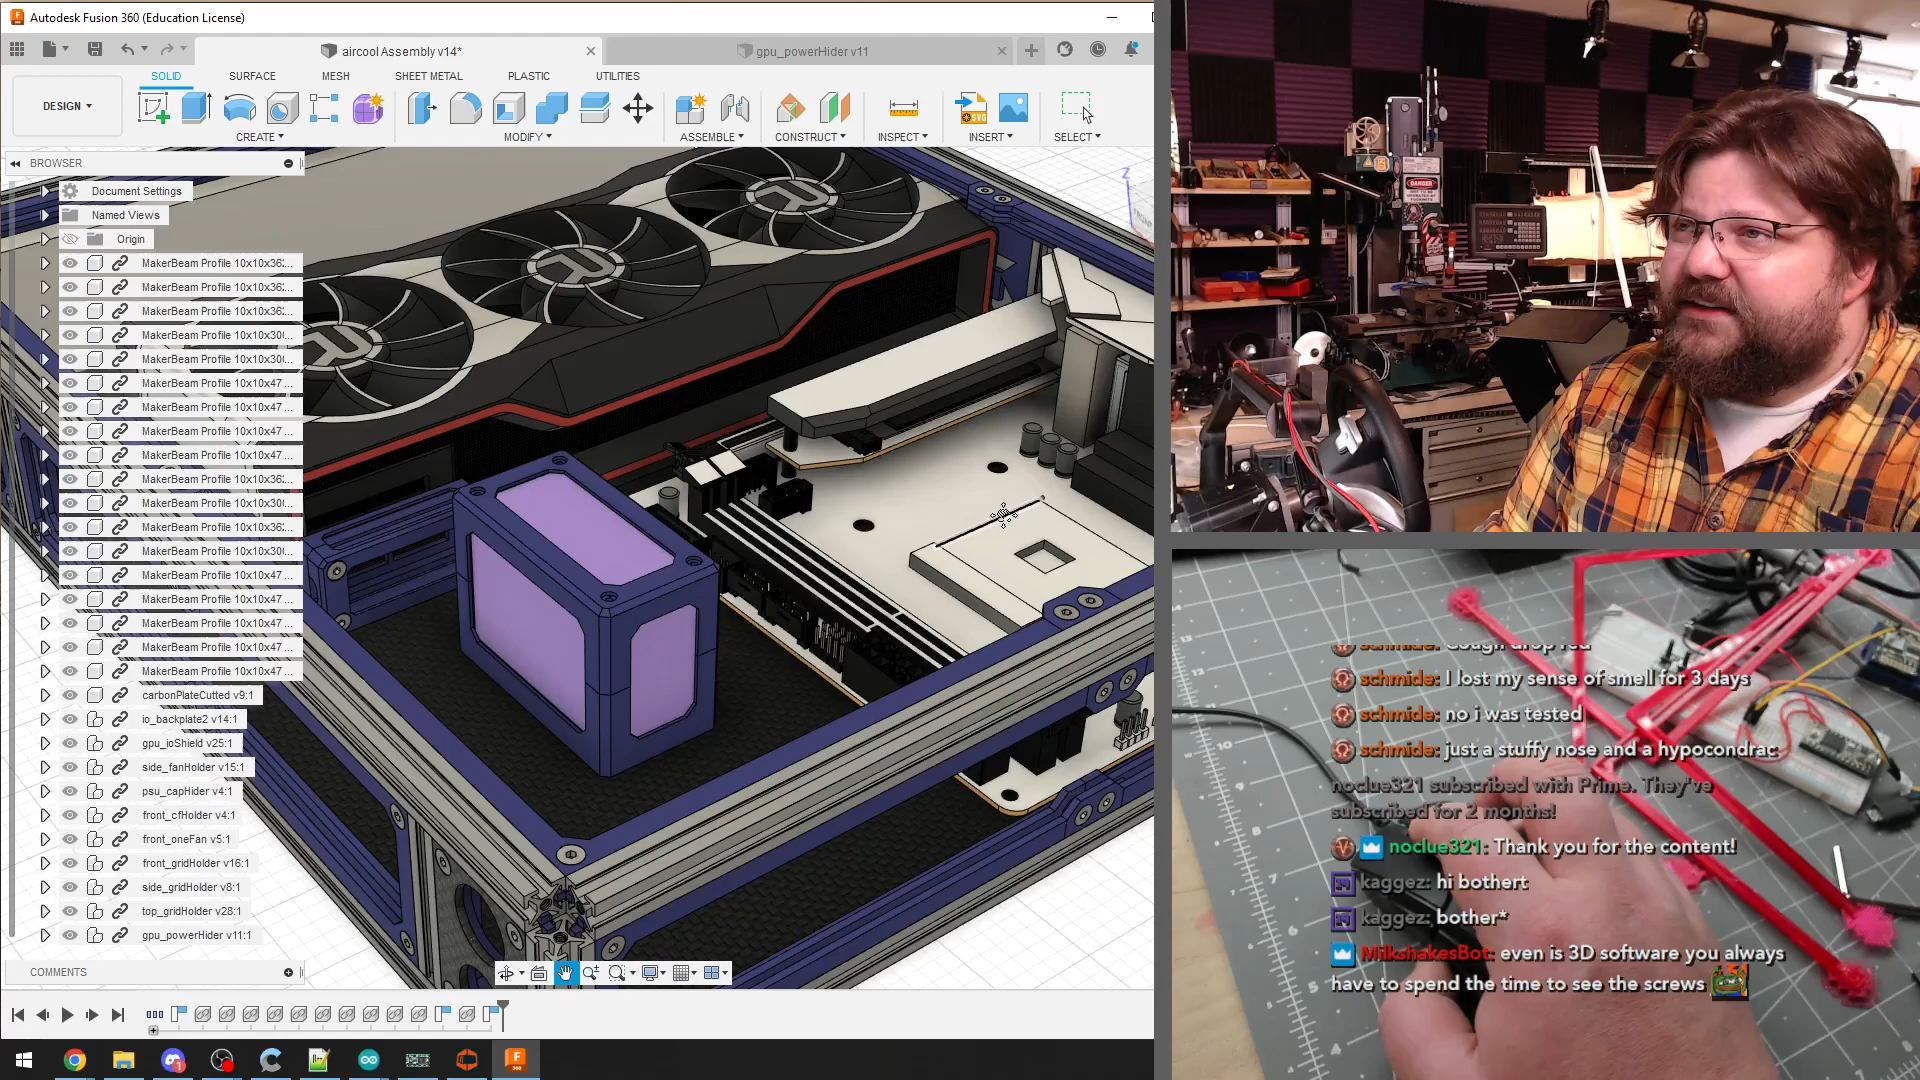 Autodesk Fusion 360 (Education License)
aircool Assembly v14*
gpu_powerHider v11
DESIGN
SOLID
SURFACE
MESH
SHEET METAL
PLASTIC
UTILITIES
CREATE
MODIFY
ASSEMBLE
CONSTRUCT
INSPECT
INSERT
SELECT
BROWSER
Document Settings
Named Views
Origin
MakerBeam Profile 10x10x36:...
MakerBeam Profile 10x10x36:...
MakerBeam Profile 10x10x36:...
MakerBeam Profile 10x10x30(...
MakerBeam Profile 10x10x30(...
MakerBeam Profile 10x10x47 ...
MakerBeam Profile 10x10x47 ...
MakerBeam Profile 10x10x47 ...
MakerBeam Profile 10x10x47 ...
MakerBeam Profile 10x10x36:...
MakerBeam Profile 10x10x30(...
MakerBeam Profile 10x10x36:...
MakerBeam Profile 10x10x30(...
MakerBeam Profile 10x10x47 ...
MakerBeam Profile 10x10x47 ...
MakerBeam Profile 10x10x47 ...
MakerBeam Profile 10x10x47 ...
MakerBeam Profile 10x10x47 ...
carbonPlateCutted v9:1
io_backplate2 v14:1
gpu_ioShield v25:1
side_fanHolder v15:1
psu_capHider v4:1
front_cfHolder v4:1
front_oneFan v5:1
front_gridHolder v16:1
side_gridHolder v8:1
top_gridHolder v28:1
gpu_powerHider v11:1
COMMENTS
Z
DANGER
schmide: Cough drop red
schmide: I lost my sense of smell for 3 days
schmide: no i was tested
schmide: just a stuffy nose and a hypocondrac
noclue321 subscribed with Prime. They've
subscribed for 2 months!
noclue321: Thank you for the content!
kaggez: hi bothert
kaggez: bother*
MilkshakesBot: even is 3D software you always
have to spend the time to see the screws